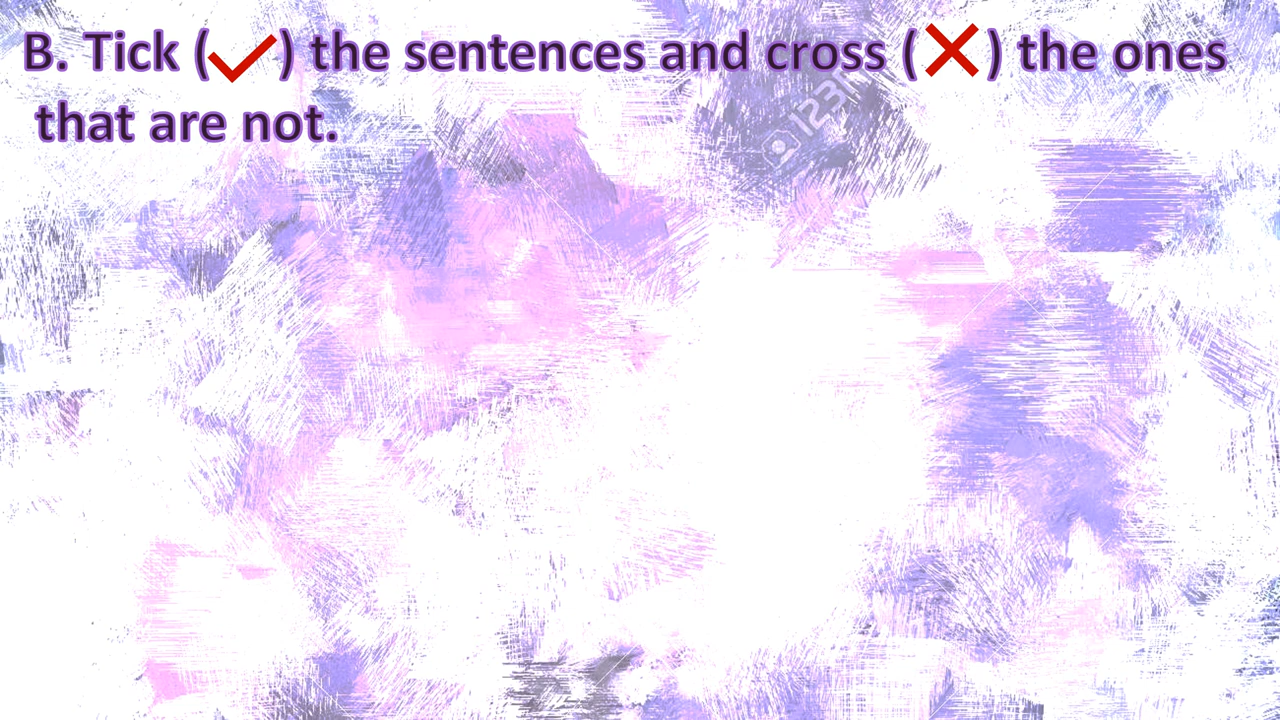 B. Tick (✓) the sentences and cross (✗) the ones
that are not.